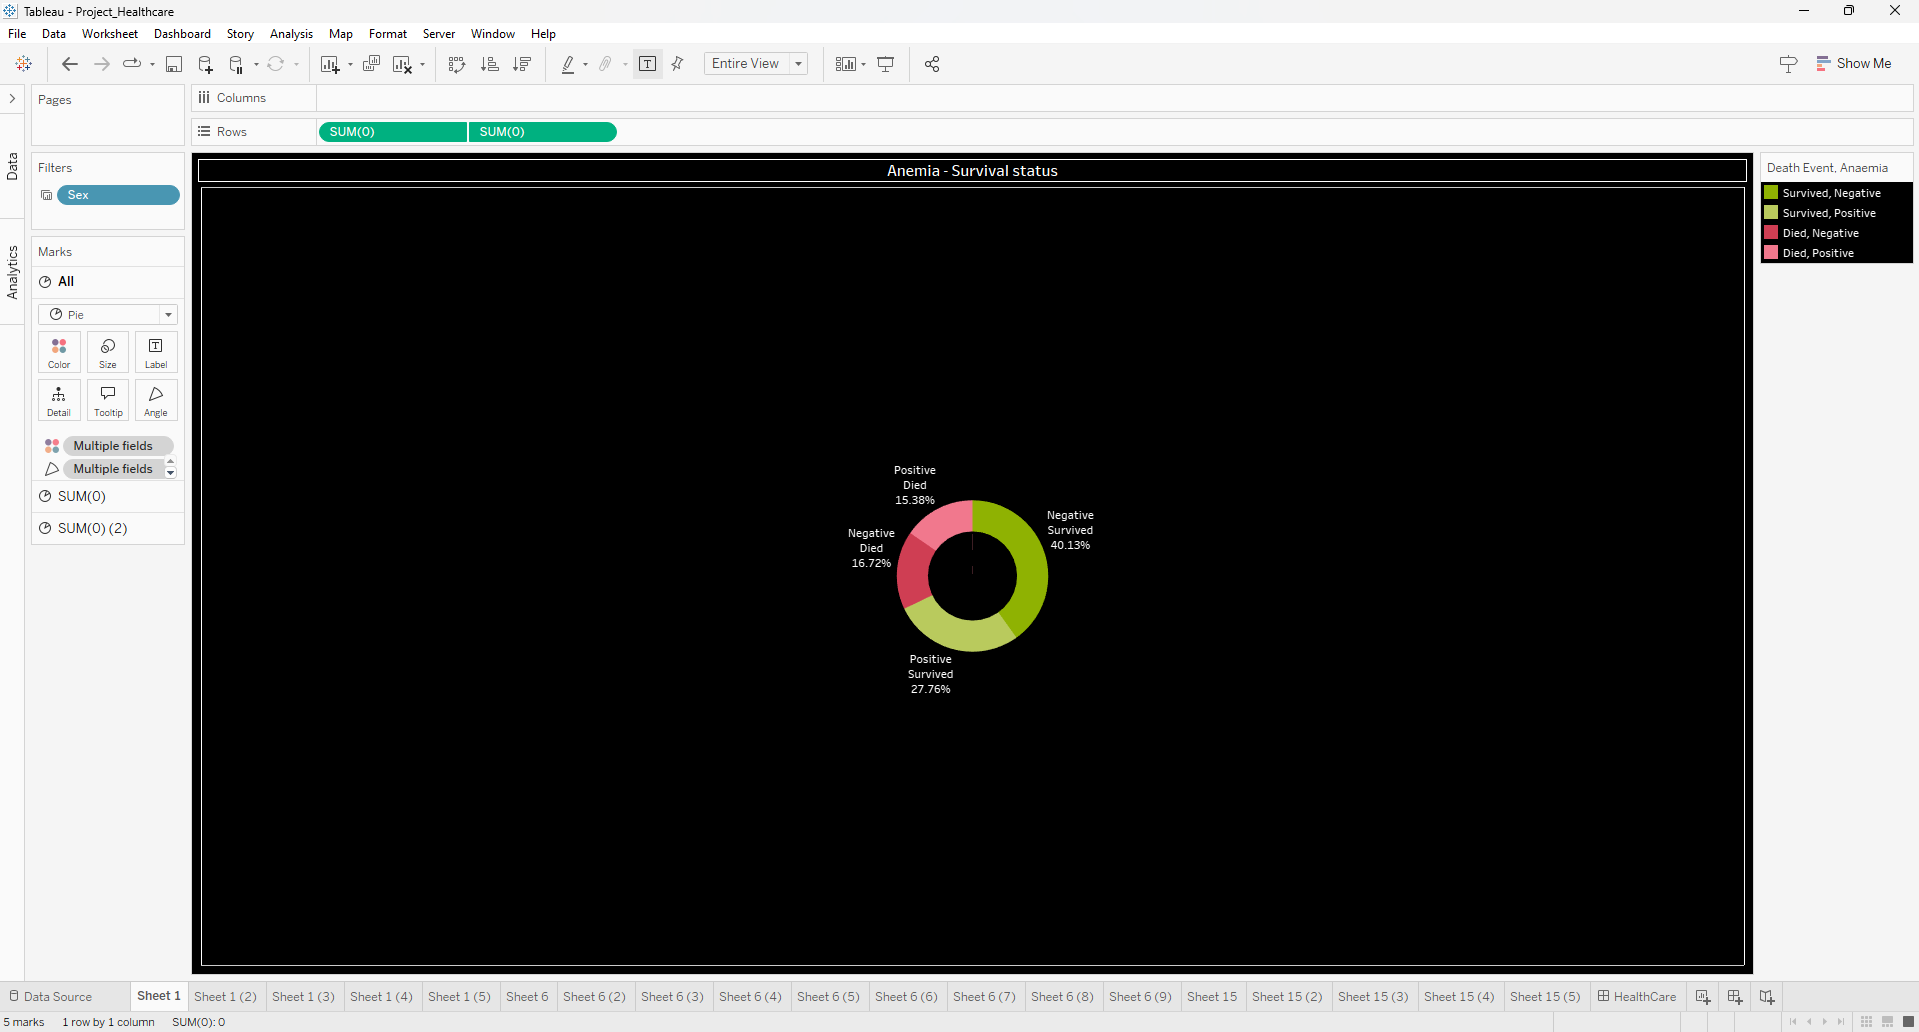 Tableau - Project_Healthcare
File Data Worksheet Dashboard Story Analysis Map Format Server Window Help
Entire View
Show Me
Pages
Columns
Rows
SUM(0)
SUM(0)
Data
Analytics
Filters
Sex
Marks
All
Pie
Color
Size
Label
Detail
Tooltip
Angle
Multiple fields
Multiple fields
SUM(0)
SUM(0) (2)
Anemia - Survival status
Positive
Died
15.38%
Negative
Survived
40.13%
Negative
Died
16.72%
Positive
Survived
27.76%
Death Event, Anaemia
Survived, Negative
Survived, Positive
Died, Negative
Died, Positive
Data Source Sheet 1 Sheet 1 (2) Sheet 1 (3) Sheet 1 (4) Sheet 1 (5) Sheet 6 Sheet 6 (2) Sheet 6 (3) Sheet 6 (4) Sheet 6 (5) Sheet 6 (6) Sheet 6 (7) Sheet 6 (8) Sheet 6 (9) Sheet 15 Sheet 15 (2) Sheet 15 (3) Sheet 15 (4) Sheet 15 (5) HealthCare
5 marks 1 row by 1 column SUM(0): 0